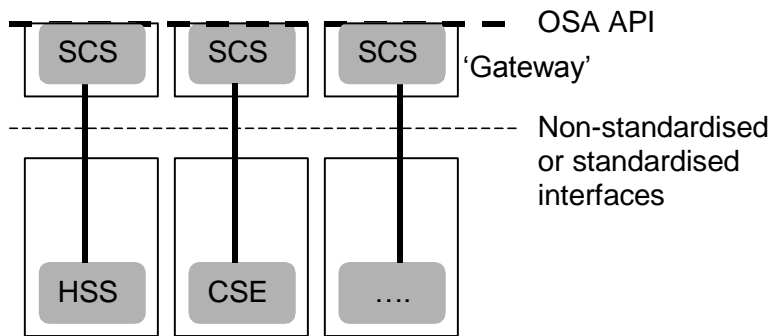 OSA API
SCS SCS SCS
‘Gateway’
Non-standardised
or standardised
interfaces
HSS CSE ....